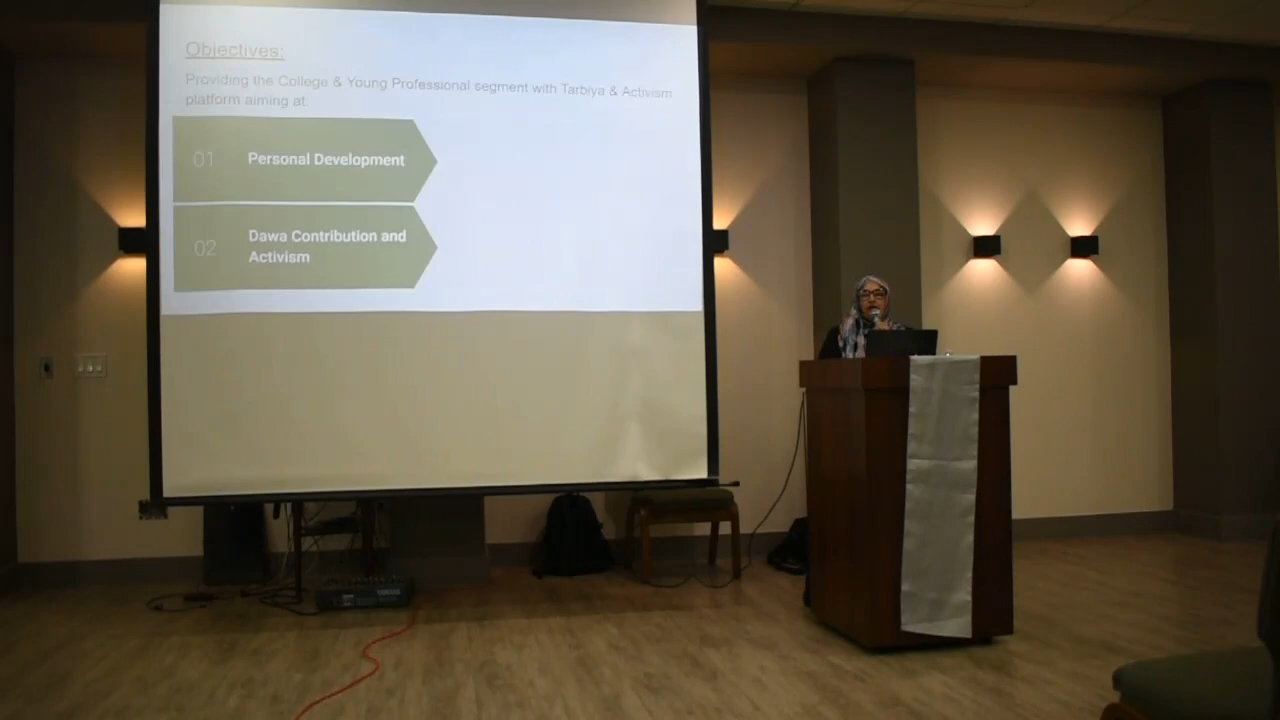 Objectives:
Providing the College & Young Professional segment with Tarbiya & Activism
platform aiming at:
01 Personal Development
02 Dawa Contribution and
Activism